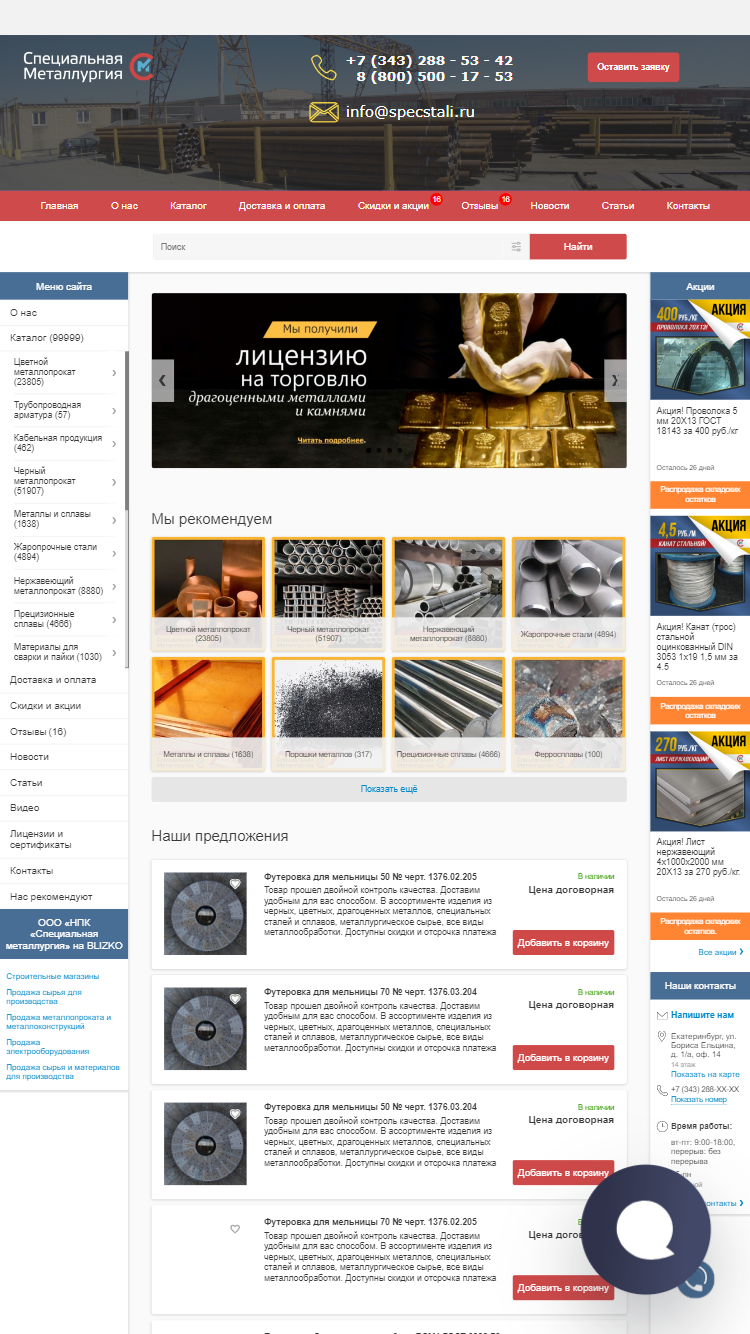 Специальная
Металлургия
+7 (343) 288 - 53 - 42
8 (800) 500 - 17 - 53
info@specstali.ru
Оставить заявку
Главная
О нас
Каталог
Доставка и оплата
Скидки и акции
16
Отзывы
16
Новости
Статьи
Контакты
Поиск
Найти
Меню сайта
О нас
Каталог (99999)
Цветной
металлопрокат
(23805)
Трубопроводная
арматура (57)
Кабельная продукция
(462)
Черный
металлопрокат
(51907)
Металлы и сплавы
(1638)
Жаропрочные стали
(4894)
Нержавеющий
металлопрокат (8880)
Прецизионные
сплавы (4666)
Материалы для
сварки и пайки (1030)
Доставка и оплата
Скидки и акции
Отзывы (16)
Новости
Статьи
Видео
Лицензии и
сертификаты
Контакты
Нас рекомендуют
ООО «НПК
«Специальная
металлургия» на BLIZKO
Строительные магазины
Продажа сырья для
производства
Продажа металлопроката и
металлоконструкций
Продажа
электрооборудования
Продажа сырья и материалов
для производства
Мы получили
лицензию
на торговлю
драгоценными металлами
и камнями
Читать подробнее.
Мы рекомендуем
Цветной металлопрокат
(23805)
Черный металлопрокат
(51907)
Нержавеющий
металлопрокат (8880)
Жаропрочные стали (4894)
Металлы и сплавы (1638)
Порошки металлов (317)
Прецизионные сплавы (4666)
Ферросплавы (100)
Показать ещё
Наши предложения
Футеровка для мельницы 50 № черт. 1376.02.205
Товар прошел двойной контроль качества. Доставим
удобным для вас способом. В ассортименте изделия из
черных, цветных, драгоценных металлов, специальных
сталей и сплавов, металлургическое сырье, все виды
металлообработки. Доступны скидки и отсрочка платежа
В наличии
Цена договорная
Добавить в корзину
Футеровка для мельницы 70 № черт. 1376.03.204
Товар прошел двойной контроль качества. Доставим
удобным для вас способом. В ассортименте изделия из
черных, цветных, драгоценных металлов, специальных
сталей и сплавов, металлургическое сырье, все виды
металлообработки. Доступны скидки и отсрочка платежа
В наличии
Цена договорная
Добавить в корзину
Футеровка для мельницы 50 № черт. 1376.03.204
Товар прошел двойной контроль качества. Доставим
удобным для вас способом. В ассортименте изделия из
черных, цветных, драгоценных металлов, специальных
сталей и сплавов, металлургическое сырье, все виды
металлообработки. Доступны скидки и отсрочка платежа
В наличии
Цена договорная
Добавить в корзину
Футеровка для мельницы 70 № черт. 1376.02.205
Товар прошел двойной контроль качества. Доставим
удобным для вас способом. В ассортименте изделия из
черных, цветных, драгоценных металлов, специальных
сталей и сплавов, металлургическое сырье, все виды
металлообработки. Доступны скидки и отсрочка платежа
Цена
Добавить в корзину
Акции
400 РУБ./КГ
АКЦИЯ
ПРОВОЛОКА 20Х13!
Акция! Проволока 5
мм 20Х13 ГОСТ
18143 за 400 руб./кг
Осталось 26 дней
Распродажа складских
остатков
4,5 РУБ./М
АКЦИЯ
КАНАТ СТАЛЬНОЙ!
Акция! Канат (трос)
стальной
оцинкованный DIN
3053 1х19 1,5 мм за
4.5
Осталось 26 дней
Распродажа складских
остатков
270 РУБ./КГ
АКЦИЯ
ЛИСТ НЕРЖАВЕЮЩИЙ!
Акция! Лист
нержавеющий
4х1000х2000 мм
20Х13 за 270 руб./кг.
Осталось 26 дней
Распродажа складских
остатков.
Все акции
Наши контакты
Напишите нам
Екатеринбург, ул.
Бориса Ельцина,
д. 1/а, оф. 14
14 этаж
Показать на карте
+7 (343) 288-XX-XX
Показать номер
Время работы:
вт-пт: 9:00-18:00,
перерыв: без
перерыва